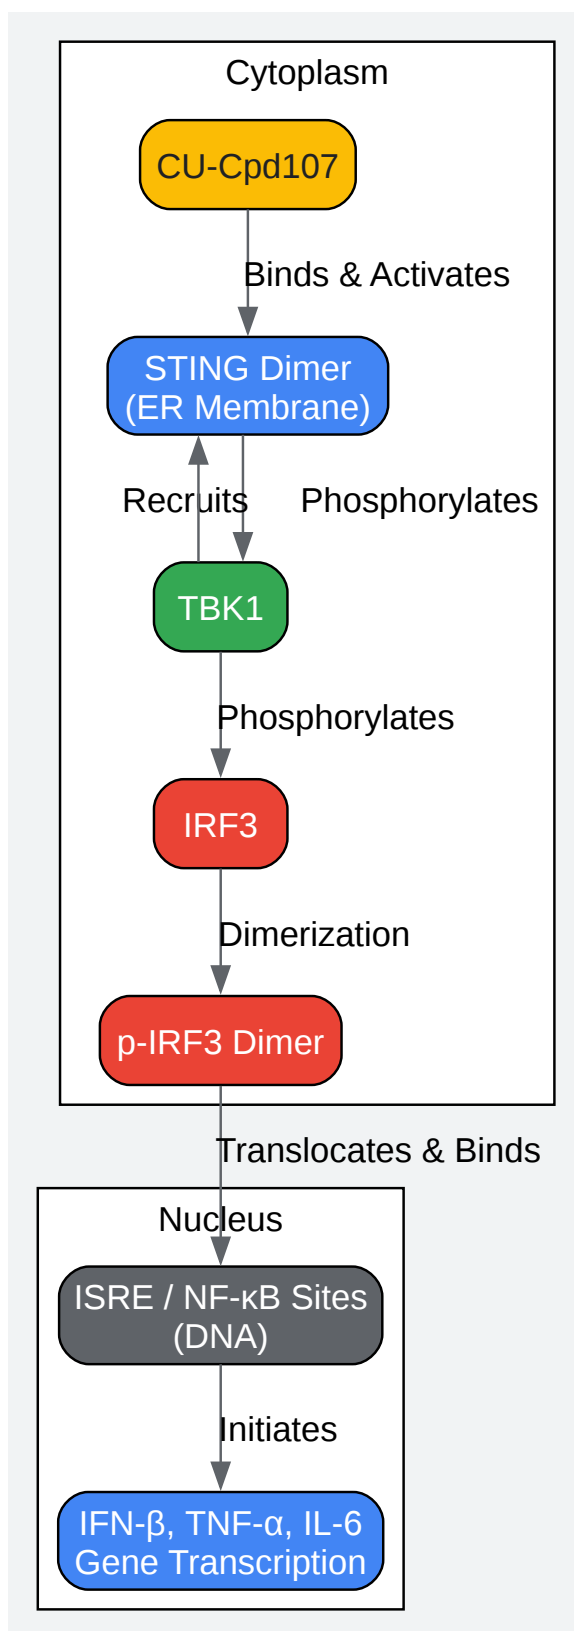 Cytoplasm
CU-Cpd107
Binds & Activates
STING Dimer
(ER Membrane)
Recruits
Phosphorylates
TBK1
Phosphorylates
IRF3
Dimerization
p-IRF3 Dimer
Translocates & Binds
Nucleus
ISRE / NF-κB Sites
(DNA)
Initiates
IFN-β, TNF-α, IL-6
Gene Transcription